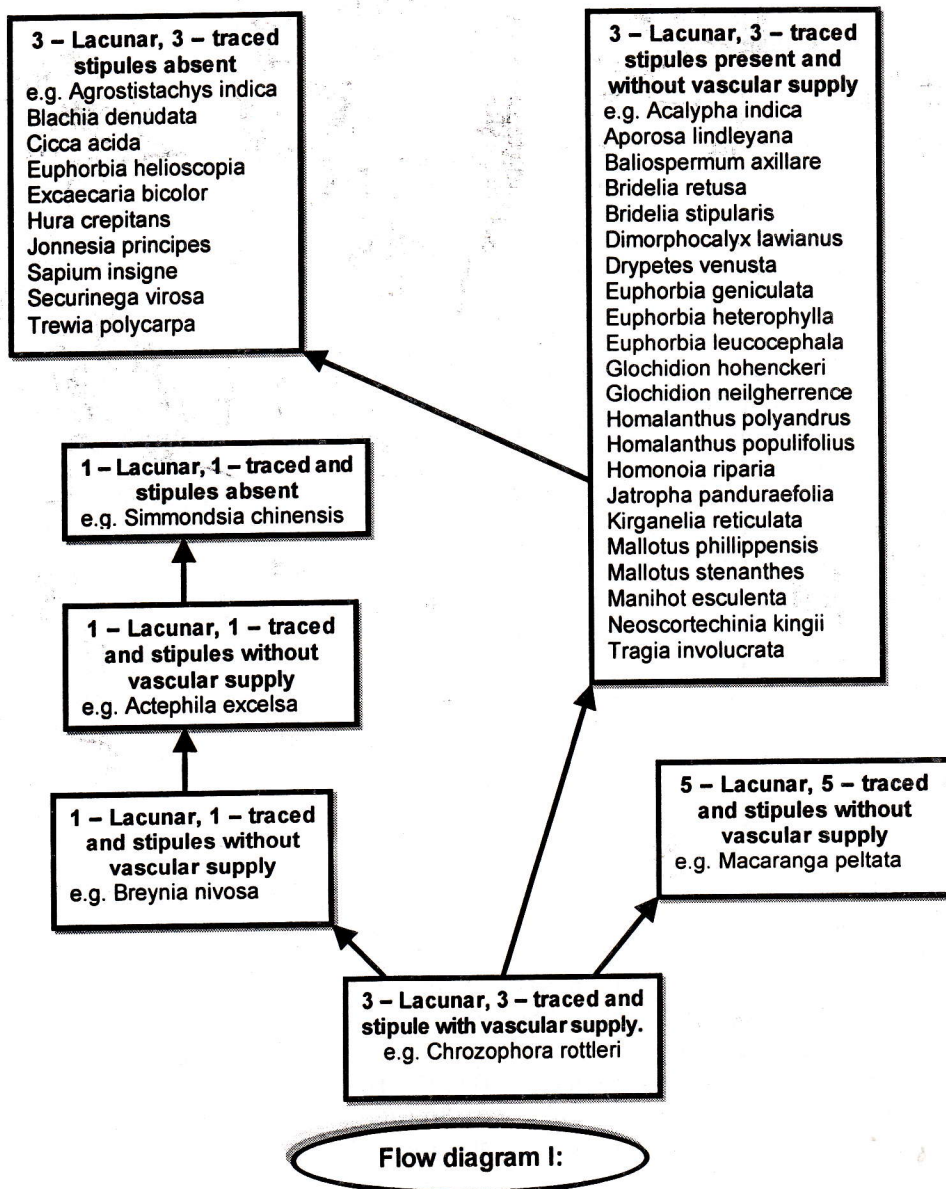 3 – Lacunar, 3 – traced
stipules absent
e.g. Agrostistachys indica
Blachia denudata
Cicca acida
Euphorbia helioscopia
Excaecaria bicolor
Hura crepitans
Jonnesia principes
Sapium insigne
Securinega virosa
Trewia polycarpa
3 – Lacunar, 3 – traced
stipules present and
without vascular supply
e.g. Acalypha indica
Aporosa lindleyana
Baliospermum axillare
Bridelia retusa
Bridelia stipularis
Dimorphocalyx lawianus
Drypetes venusta
Euphorbia geniculata
Euphorbia heterophylla
Euphorbia leucocephala
Glochidion hohenckeri
Glochidion neilgherrence
Homalanthus polyandrus
Homalanthus populifolius
Homonoia riparia
Jatropha panduraefolia
Kirganelia reticulata
Mallotus phillippensis
Mallotus stenanthes
Manihot esculenta
Neoscortechinia kingii
Tragia involucrata
1 – Lacunar, 1 – traced and
stipules absent
e.g. Simmondsia chinensis
1 – Lacunar, 1 – traced
and stipules without
vascular supply
e.g. Actephila excelsa
1 – Lacunar, 1 – traced
and stipules without
vascular supply
e.g. Breynia nivosa
5 – Lacunar, 5 – traced
and stipules without
vascular supply
e.g. Macaranga peltata
3 – Lacunar, 3 – traced and
stipule with vascular supply.
e.g. Chrozophora rottleri
Flow diagram I: